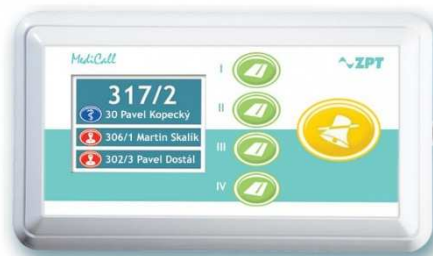 MediCall
ZPT
317/2
30 Pavel Kopecký
306/1 Martin Skalík
302/3 Pavel Dostál
I
II
III
IV